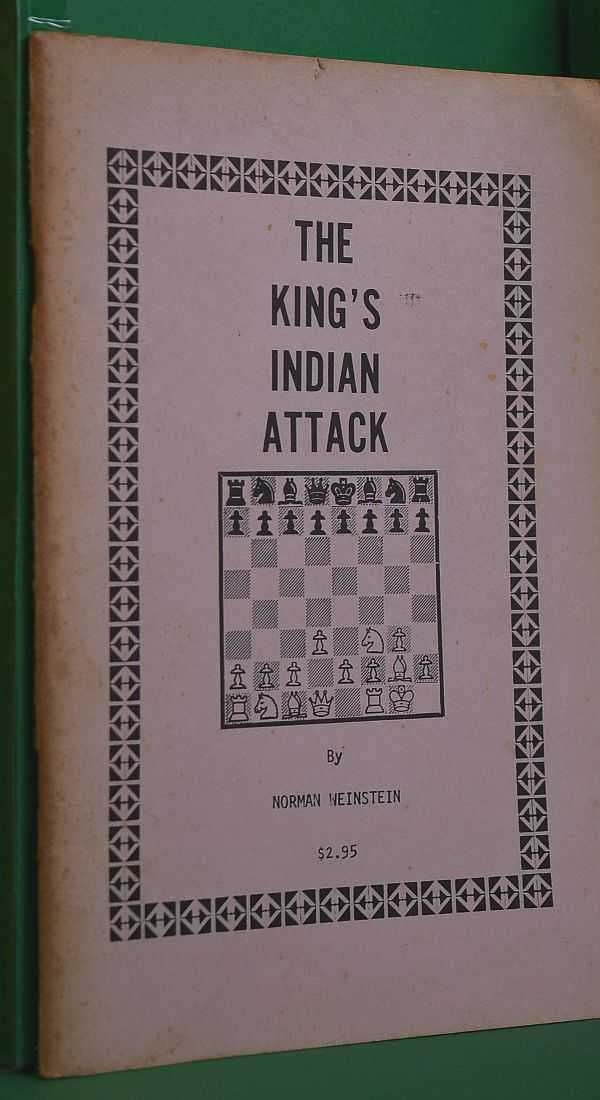 THE
KING'S
INDIAN
ATTACK
By
NORMAN WEINSTEIN
$2.95